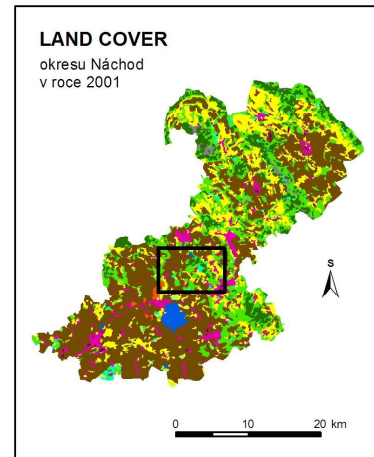 LAND COVER
okresu Náchod
v roce 2001
S
0 10 20 km